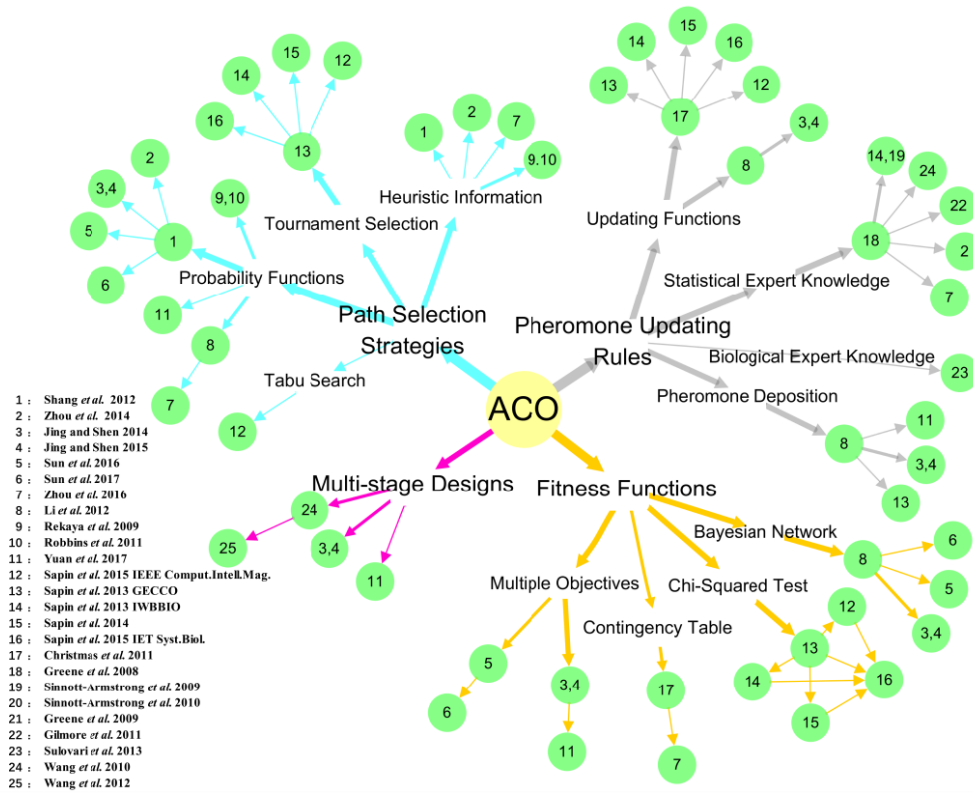 15
14
12
16
13
2
3,4
5
6
1
9,10
11
8
7
Probability Functions
Tournament Selection
1
2
7
9.10
Heuristic Information
Path Selection
Strategies
Tabu Search
12
15
14
16
13
12
17
3,4
8
Updating Functions
14,19
24
22
2
7
18
Statistical Expert Knowledge
Pheromone Updating
Rules
Biological Expert Knowledge
23
Pheromone Deposition
8
11
3,4
13
ACO
Multi-stage Designs
24
25
3,4
11
Fitness Functions
Bayesian Network
8
6
5
3,4
Multiple Objectives
Chi-Squared Test
Contingency Table
12
13
14
16
15
5
6
3,4
11
17
7
1 : Shang et al. 2012
2 : Zhou et al. 2014
3 : Jing and Shen 2014
4 : Jing and Shen 2015
5 : Sun et al. 2016
6 : Sun et al. 2017
7 : Zhou et al. 2016
8 : Li et al. 2012
9 : Rekaya et al. 2009
10 : Robbins et al. 2011
11 : Yuan et al. 2017
12 : Sapin et al. 2015 IEEE Comput.Intell.Mag.
13 : Sapin et al. 2013 GECCO
14 : Sapin et al. 2013 IWBBIO
15 : Sapin et al. 2014
16 : Sapin et al. 2015 IET Syst.Biol.
17 : Christmas et al. 2011
18 : Greene et al. 2008
19 : Sinnott-Armstrong et al. 2009
20 : Sinnott-Armstrong et al. 2010
21 : Greene et al. 2009
22 : Gilmore et al. 2011
23 : Sulovari et al. 2013
24 : Wang et al. 2010
25 : Wang et al. 2012